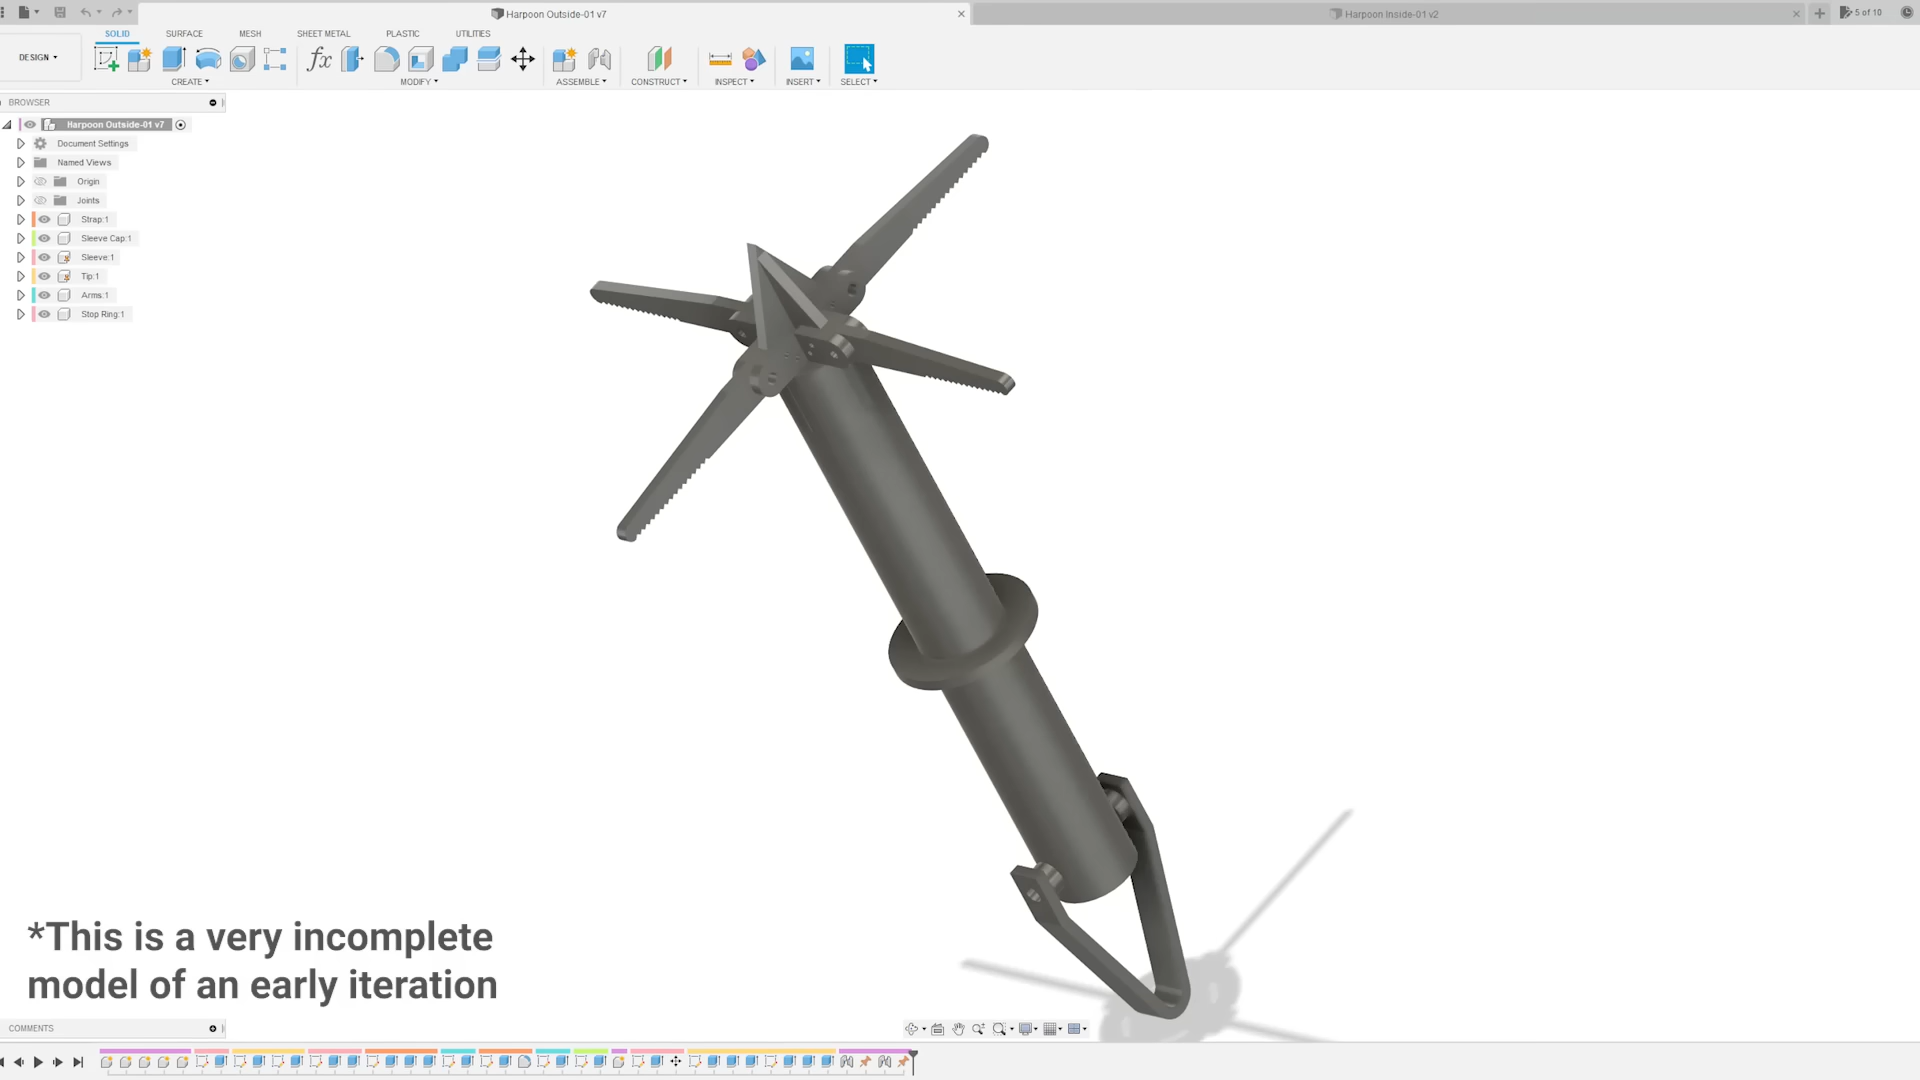 Harpoon Outside-01 v7
Harpoon Inside-01 v2
5 of 10
SOLID
SURFACE
MESH
SHEET METAL
PLASTIC
UTILITIES
DESIGN
fx
CREATE
MODIFY
ASSEMBLE
CONSTRUCT
INSPECT
INSERT
SELECT
BROWSER
Harpoon Outside-01 v7
Document Settings
Named Views
Origin
Joints
Strap:1
Sleeve Cap:1
Sleeve:1
Tip:1
Arms:1
Stop Ring:1
*This is a very incomplete
model of an early iteration
COMMENTS